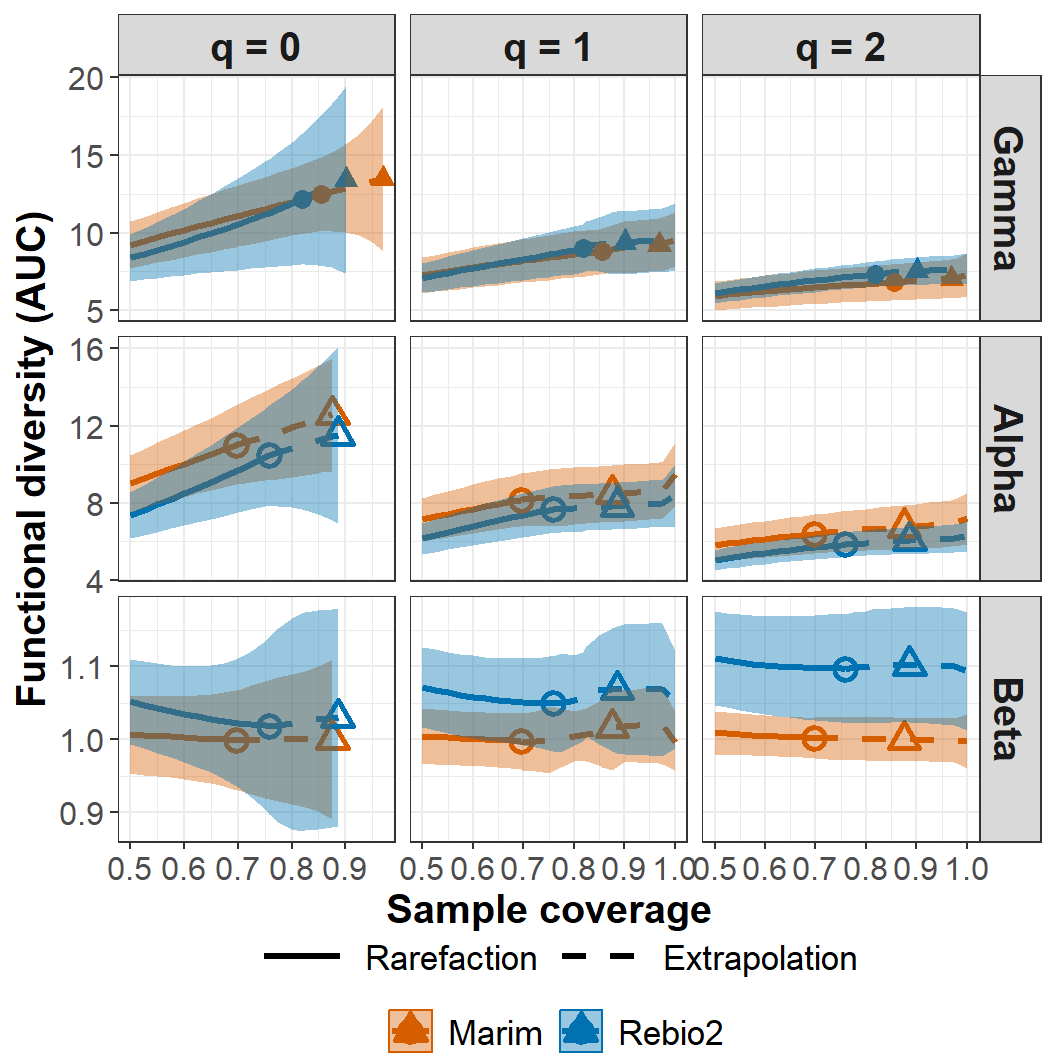 q = 0 q = 1 q = 2
Functional diversity (AUC)
20
15
10
5
Gamma
16
12
8
4
Alpha
1.1
1.0
0.9
Beta
0.5 0.6 0.7 0.8 0.9 0.5 0.6 0.7 0.8 0.9 1.0 0.5 0.6 0.7 0.8 0.9 1.0
Sample coverage
Rarefaction Extrapolation
Marim Rebio2